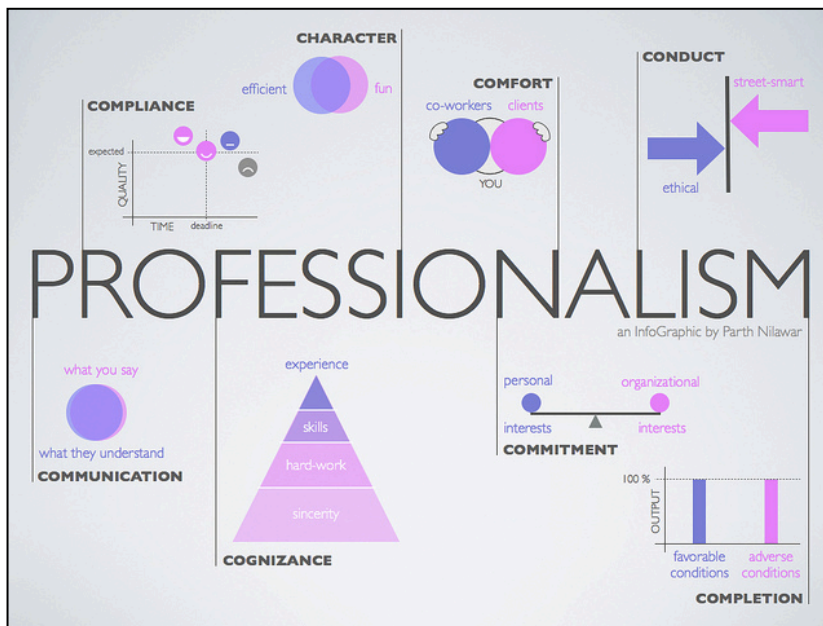 CHARACTER
efficient
fun
COMPLIANCE
expected
QUALITY
TIME
deadline
COMFORT
co-workers
clients
YOU
CONDUCT
street-smart
ethical
PROFESSIONALISM
an InfoGraphic by Parth Nilawar
what you say
what they understand
COMMUNICATION
experience
skills
hard-work
sincerity
COGNIZANCE
personal
interests
organizational
interests
COMMITMENT
100 %
OUTPUT
favorable
conditions
adverse
conditions
COMPLETION